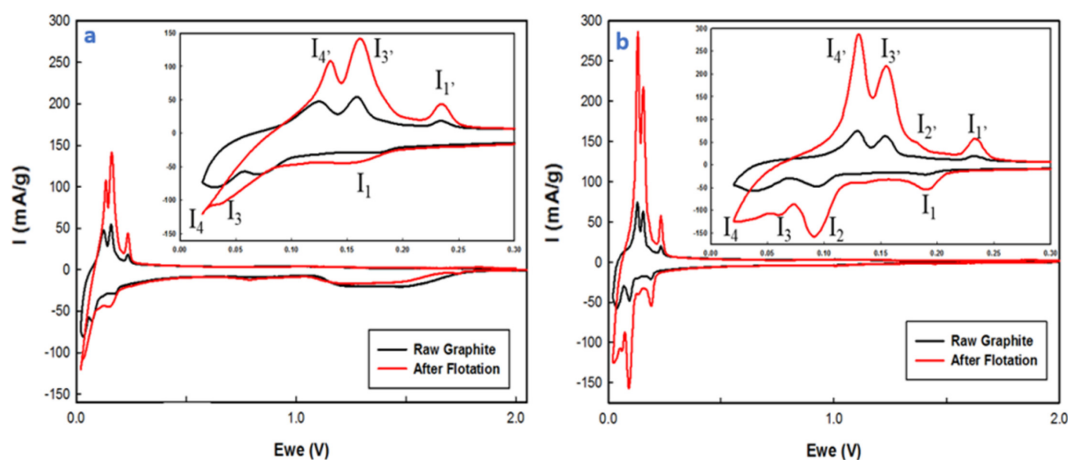 a
I (mA/g)
300
250
200
150
100
50
0
-50
-100
-150
0.0
1.0
2.0
Ewe (V)
Raw Graphite
After Flotation
150
100
50
0
-50
-100
-150
0.00
0.05
0.10
0.15
0.20
0.25
0.30
I4'
I3'
I1'
I1
I3
I4
b
I (mA/g)
300
250
200
150
100
50
0
-50
-100
-150
0.0
1.0
2.0
Ewe (V)
Raw Graphite
After Flotation
300
250
200
150
100
50
0
-50
-100
-150
0.00
0.05
0.10
0.15
0.20
0.25
0.30
I4'
I3'
I2'
I1'
I1
I2
I3
I4